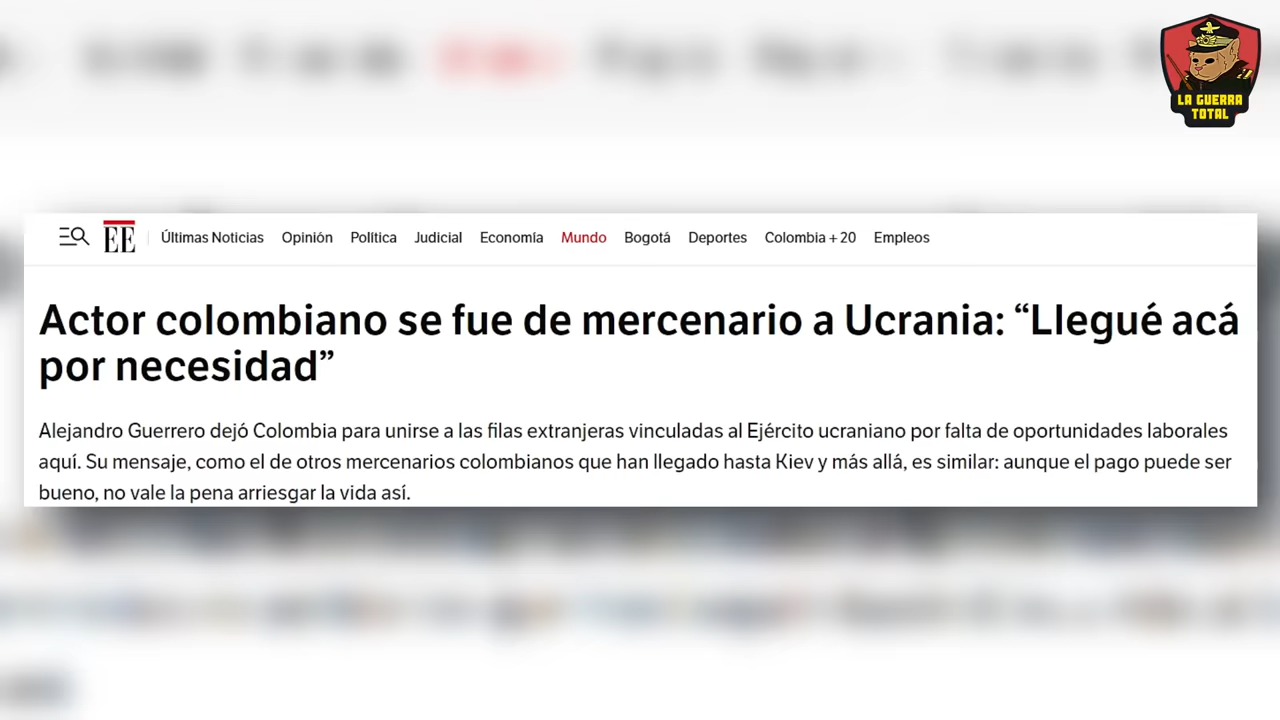 LA GUERRA
TOTAL
EE
Últimas Noticias Opinión Política Judicial Economía Mundo Bogotá Deportes Colombia + 20 Empleos
Actor colombiano se fue de mercenario a Ucrania: “Llegué acá
por necesidad”
Alejandro Guerrero dejó Colombia para unirse a las filas extranjeras vinculadas al Ejército ucraniano por falta de oportunidades laborales
aquí. Su mensaje, como el de otros mercenarios colombianos que han llegado hasta Kiev y más allá, es similar: aunque el pago puede ser
bueno, no vale la pena arriesgar la vida así.